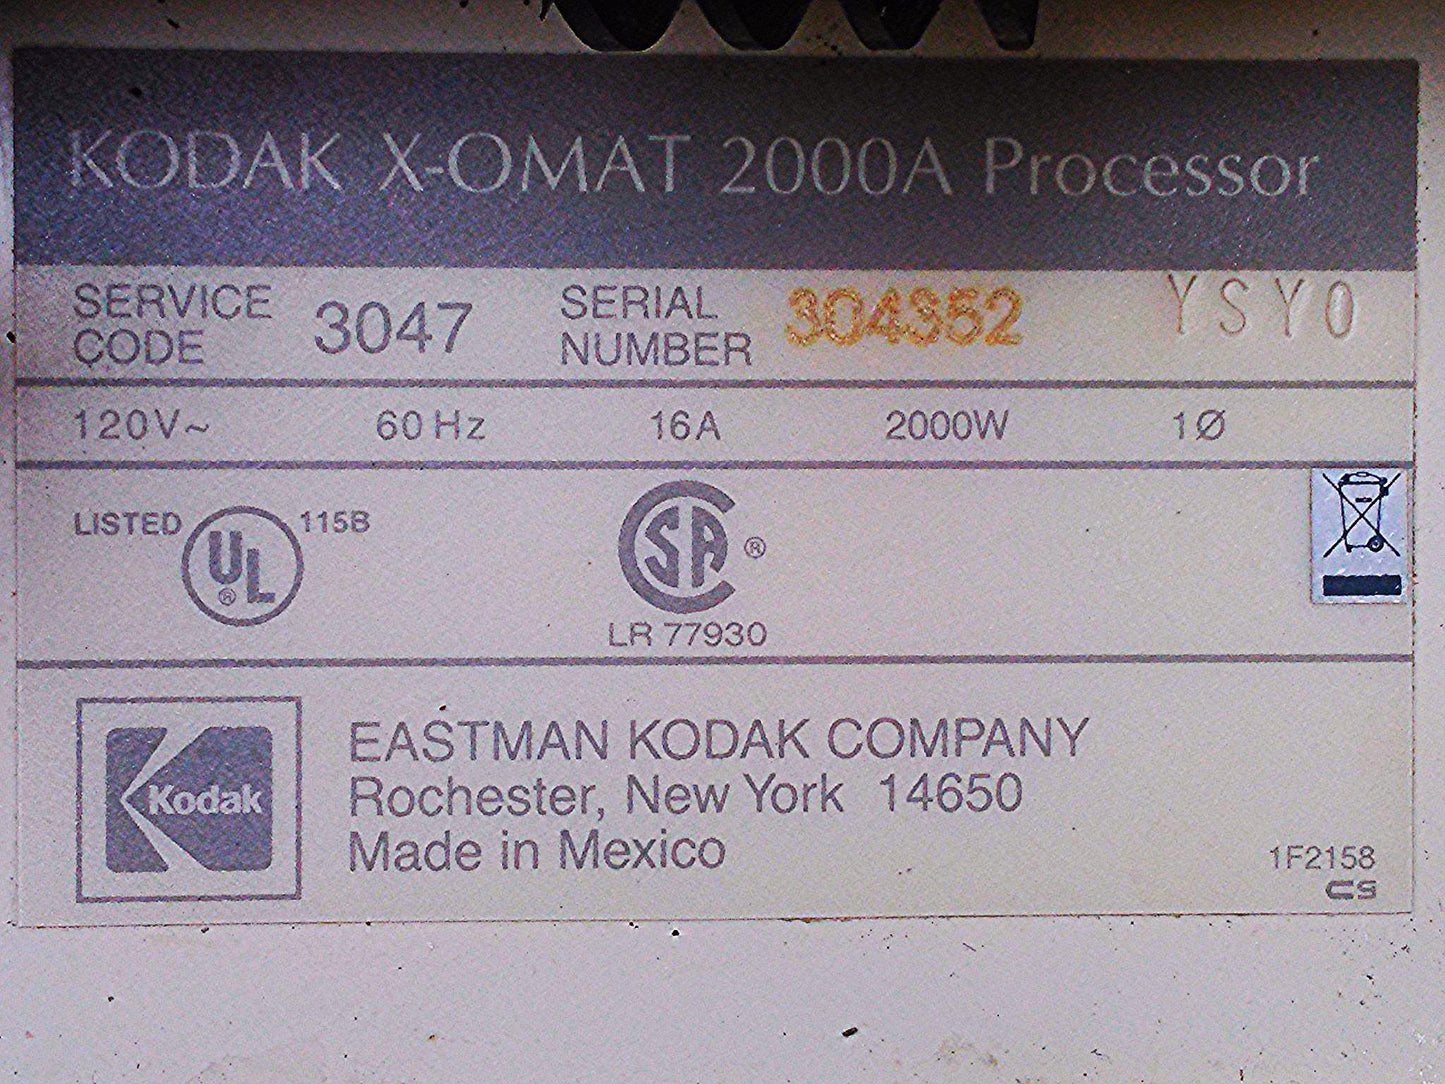 KODAK X-OMAT 2000A Processor
SERVICE CODE 3047 SERIAL NUMBER 304352 YSY0
120V~ 60 Hz 16A 2000W 1Ø
LISTED UL ® 115B
CSA ®
LR 77930
Kodak
EASTMAN KODAK COMPANY
Rochester, New York 14650
Made in Mexico
1F2158
CS